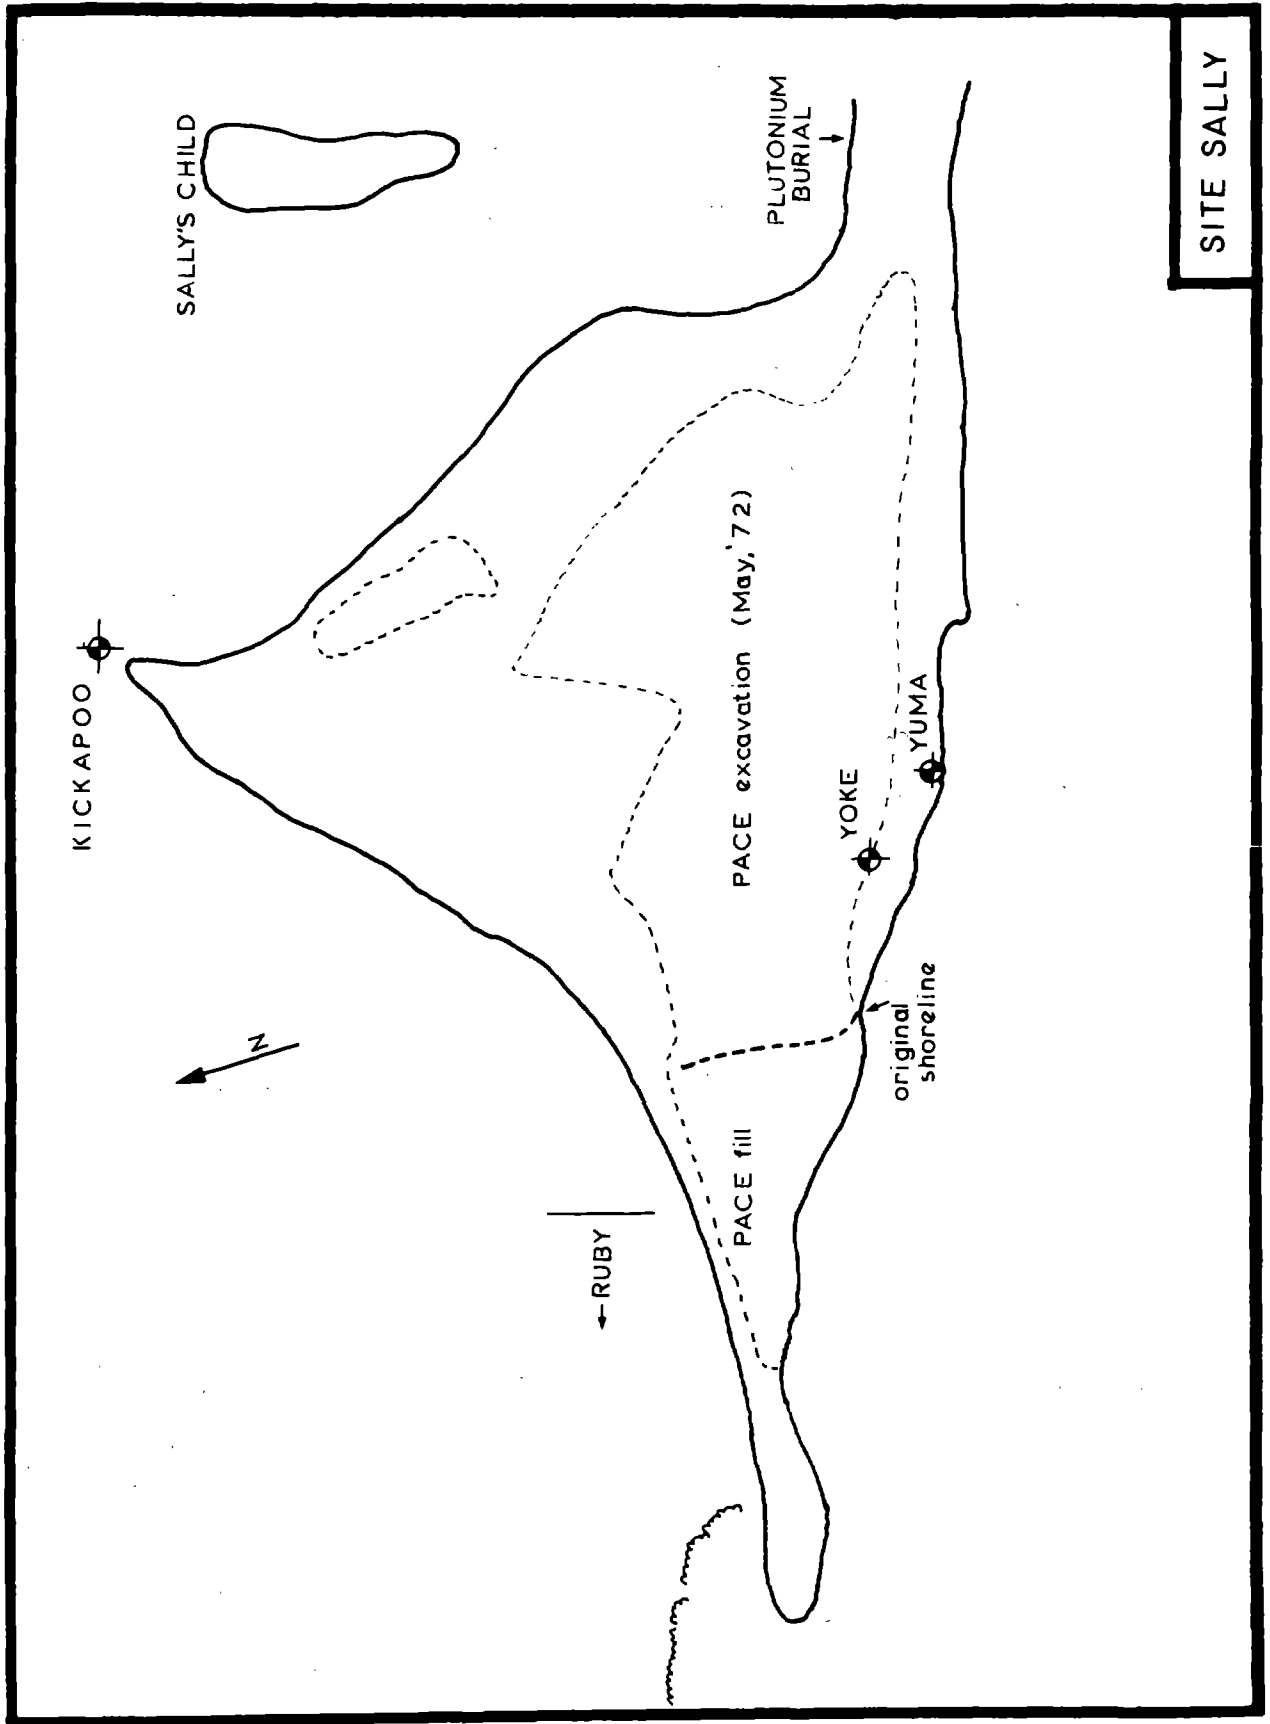 SALLY'S CHILD
KICKAPOO
N
PLUTONIUM
BURIAL
PACE excavation (May,'72)
YOKE
YUMA
original
shoreline
PACE fill
←RUBY
SITE SALLY